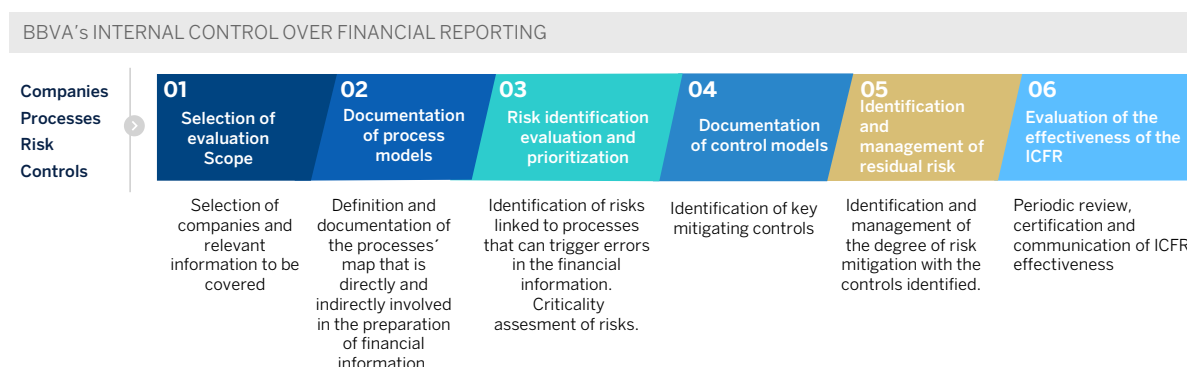 BBVA's INTERNAL CONTROL OVER FINANCIAL REPORTING
Companies
Processes
Risk
Controls
01
Selection of
evaluation
Scope
02
Documentation
of process
models
03
Risk identification
evaluation and
prioritization
04
Documentation
of control models
05
Identification
and
management of
residual risk
06
Evaluation of the
effectiveness of the
ICFR
Selection of
companies and
relevant
information to be
covered
Definition and
documentation of
the processes´
map that is
directly and
indirectly involved
in the preparation
of financial
information
Identification of risks
linked to processes
that can trigger errors
in the financial
information.
Criticality
assesment of risks.
Identification of key
mitigating controls
Identification and
management of
the degree of risk
mitigation with the
controls identified.
Periodic review,
certification and
communication of ICFR
effectiveness